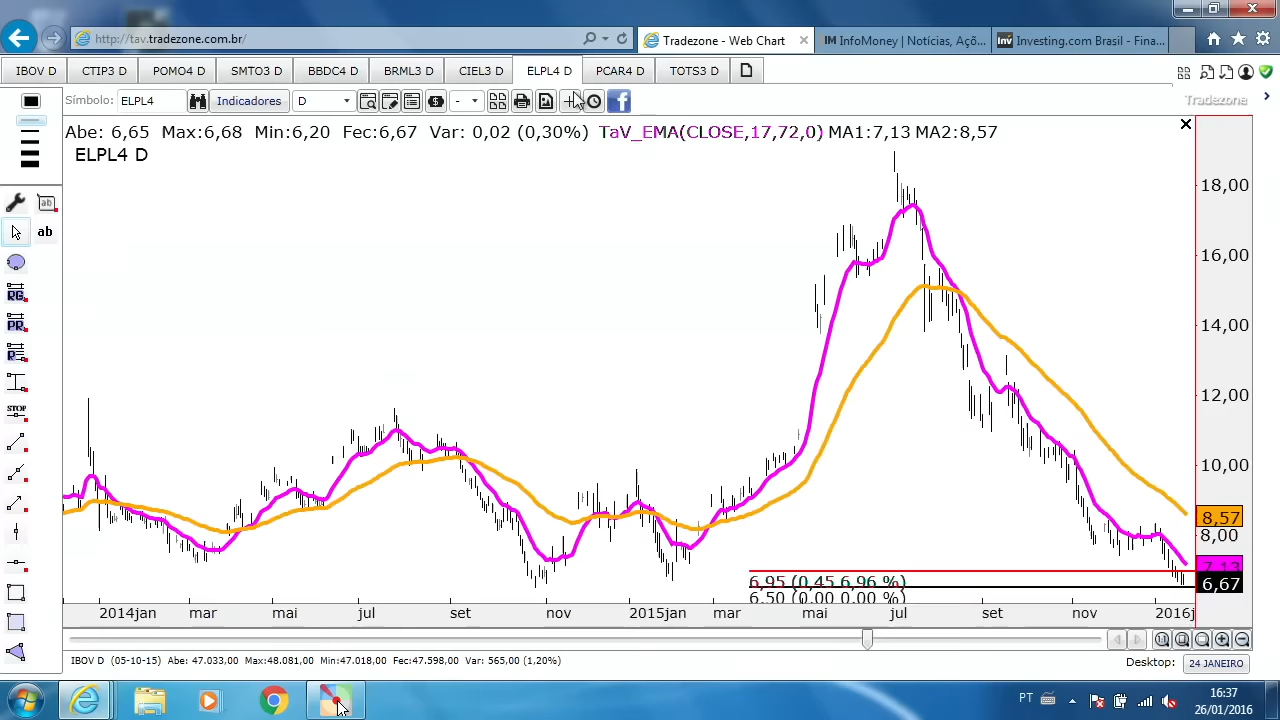 http://tav.tradezone.com.br/
Tradezone - Web Chart
InfoMoney | Notícias, Açõ...
Investing.com Brasil - Fina...
IBOV D
CTIP3 D
POMO4 D
SMTO3 D
BBDC4 D
BRML3 D
CIEL3 D
ELPL4 D
PCAR4 D
TOTS3 D
Símbolo:
ELPL4
Indicadores
D
-
Tradezone
Abe: 6,65 Max:6,68 Min:6,20 Fec:6,67 Var: 0,02 (0,30%) TaV_EMA(CLOSE,17,72,0) MA1:7,13 MA2:8,57
ELPL4 D
ab
ab
RG
PR
P
STOP
18,00
16,00
14,00
12,00
10,00
8,57
8,00
7,13
6,67
6,95 (0,45 6,96 %)
6,50 (0,00 0,00 %)
2014jan
mar
mai
jul
set
nov
2015jan
mar
mai
jul
set
nov
2016j
IBOV D (05-10-15) Abe: 47.033,00 Max:48.081,00 Min:47.018,00 Fec:47.598,00 Var: 565,00 (1,20%)
Desktop:
24 JANEIRO
PT
16:37
26/01/2016